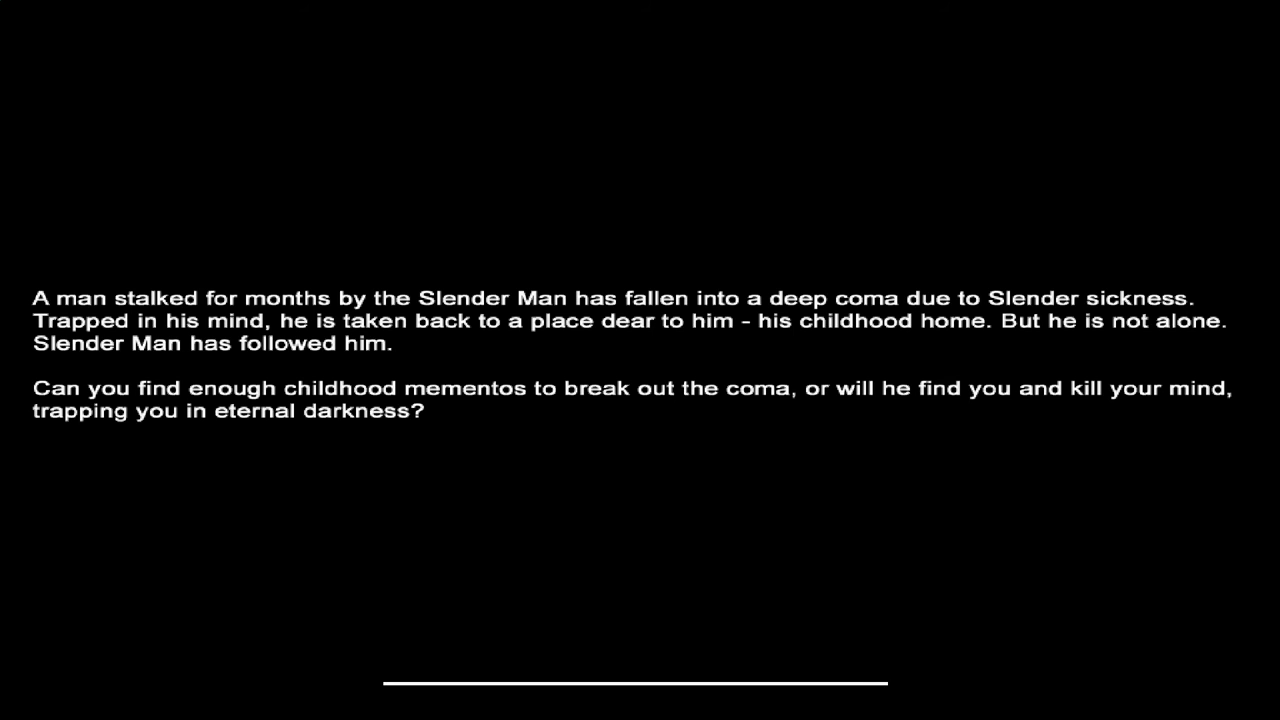 A man stalked for months by the Slender Man has fallen into a deep coma due to Slender sickness.
Trapped in his mind, he is taken back to a place dear to him - his childhood home. But he is not alone.
Slender Man has followed him.
Can you find enough childhood mementos to break out the coma, or will he find you and kill your mind,
trapping you in eternal darkness?